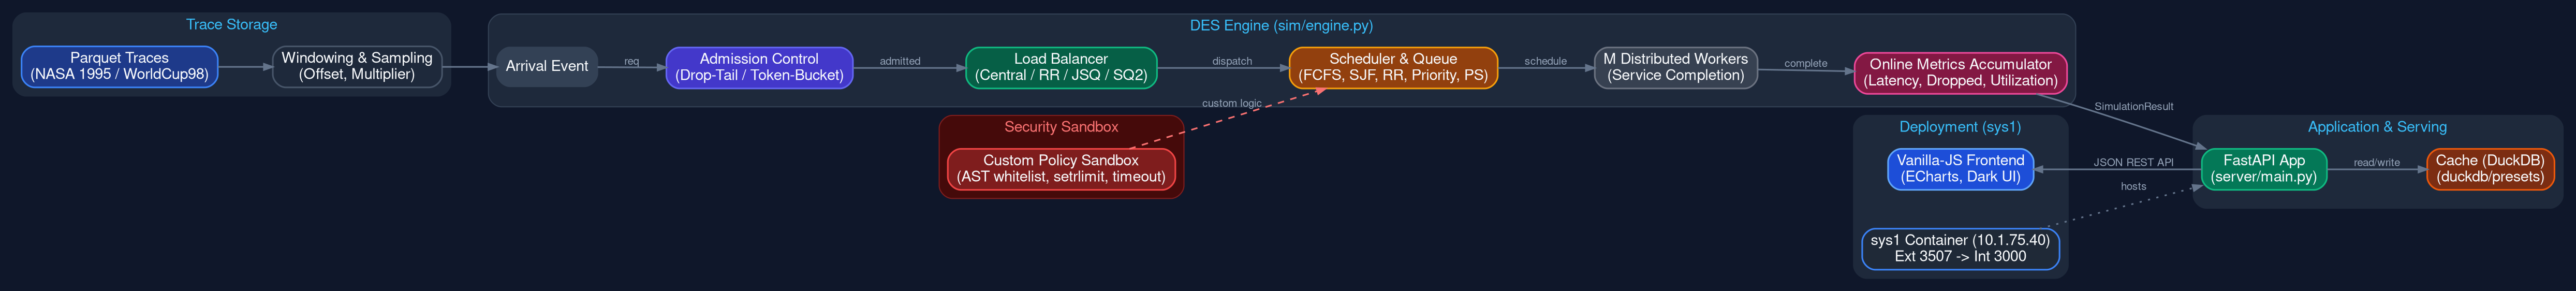 Trace Storage
Parquet Traces
(NASA 1995 / WorldCup98)
Windowing & Sampling
(Offset, Multiplier)
DES Engine (sim/engine.py)
Arrival Event
req
Admission Control
(Drop-Tail / Token-Bucket)
admitted
Load Balancer
(Central / RR / JSQ / SQ2)
dispatch
Scheduler & Queue
(FCFS, SJF, RR, Priority, PS)
schedule
M Distributed Workers
(Service Completion)
complete
Online Metrics Accumulator
(Latency, Dropped, Utilization)
custom logic
SimulationResult
Security Sandbox
Custom Policy Sandbox
(AST whitelist, setrlimit, timeout)
Deployment (sys1)
Vanilla-JS Frontend
(ECharts, Dark UI)
JSON REST API
hosts
sys1 Container (10.1.75.40)
Ext 3507 -> Int 3000
Application & Serving
FastAPI App
(server/main.py)
read/write
Cache (DuckDB)
(duckdb/presets)